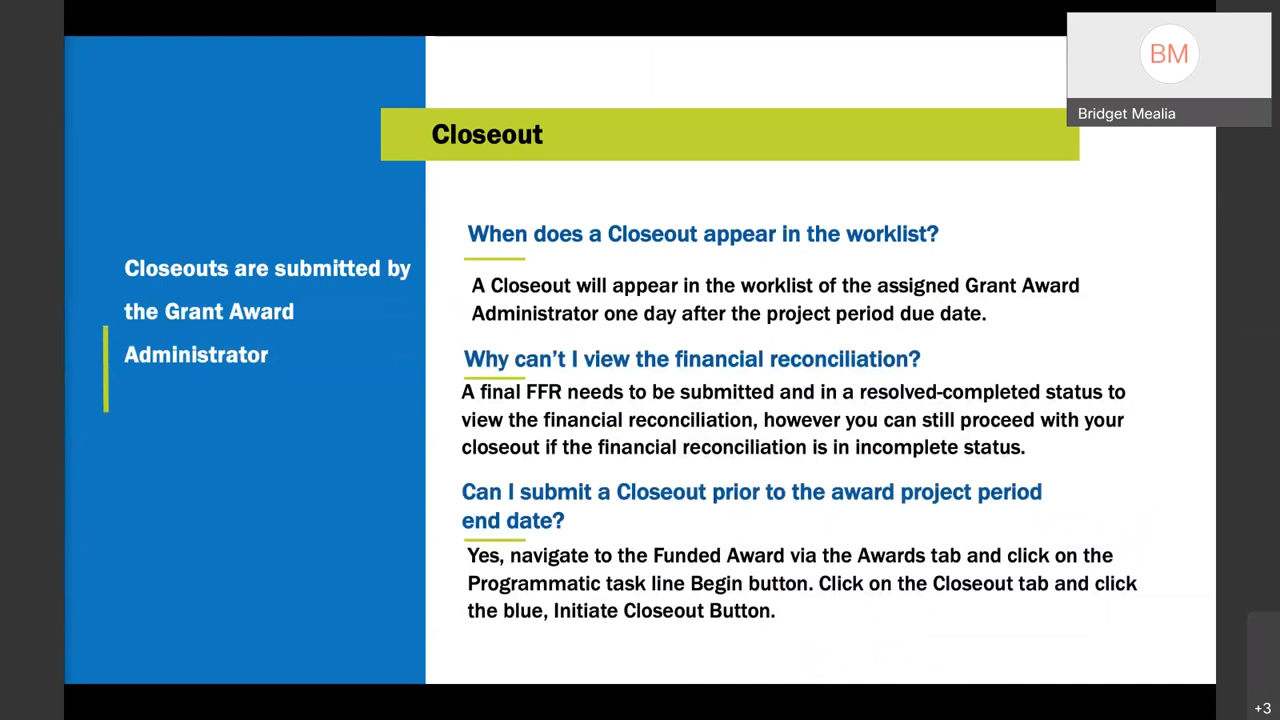 BM
Bridget Mealia
Closeout
Closeouts are submitted by
the Grant Award
Administrator
When does a Closeout appear in the worklist?
A Closeout will appear in the worklist of the assigned Grant Award
Administrator one day after the project period due date.
Why can’t I view the financial reconciliation?
A final FFR needs to be submitted and in a resolved-completed status to
view the financial reconciliation, however you can still proceed with your
closeout if the financial reconciliation is in incomplete status.
Can I submit a Closeout prior to the award project period
end date?
Yes, navigate to the Funded Award via the Awards tab and click on the
Programmatic task line Begin button. Click on the Closeout tab and click
the blue, Initiate Closeout Button.
+3